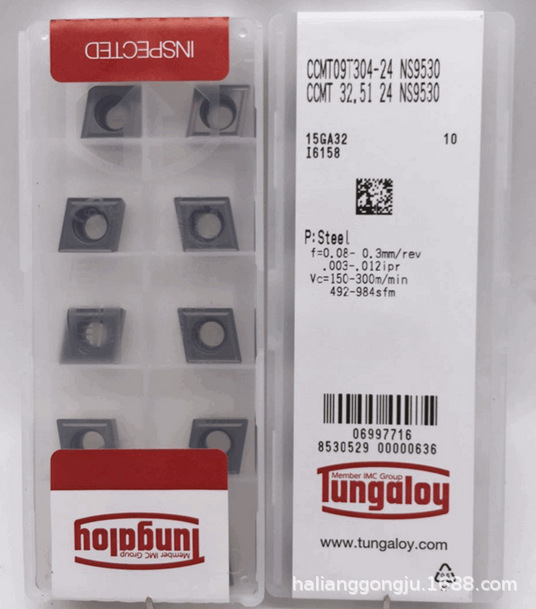 INSPECTED
Tungaloy
Member IMC Group
CCMT09T304-24 NS9530
CCMT 32,51 24 NS9530
15GA32 10
I6158
P:Steel
f=0.08- 0.3mm/rev
.003-.012ipr
Vc=150-300m/min
492-984sfm
06997716
8530529 00000636
Member IMC Group
Tungaloy
www.tungaloy.com
halianggongju.1688.com